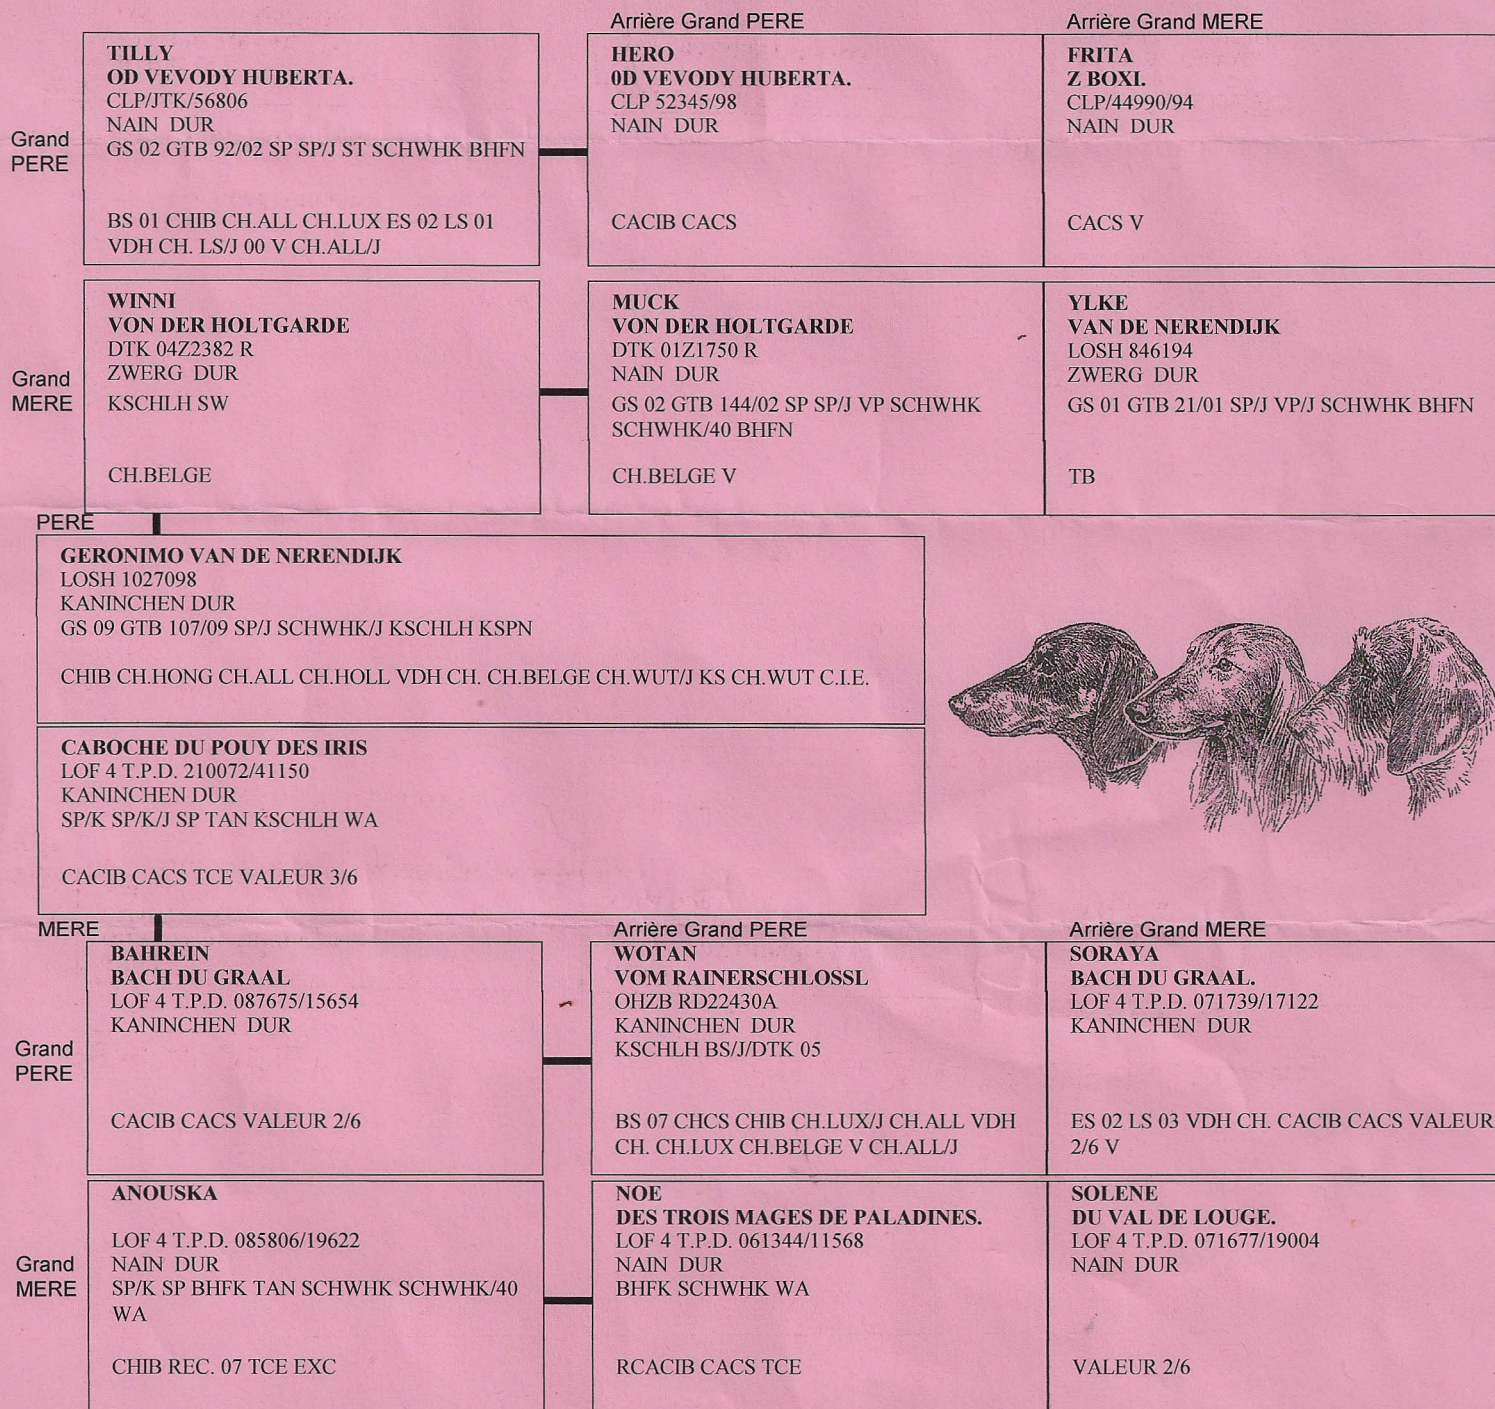 Arrière Grand PERE
Arrière Grand MERE
Grand
PERE
TILLY
OD VEVODY HUBERTA.
CLP/JTK/56806
NAIN DUR
GS 02 GTB 92/02 SP SP/J ST SCHWHK BHFN
BS 01 CHIB CH.ALL CH.LUX ES 02 LS 01
VDH CH. LS/J 00 V CH.ALL/J
HERO
0D VEVODY HUBERTA.
CLP 52345/98
NAIN DUR
CACIB CACS
FRITA
Z BOXI.
CLP/44990/94
NAIN DUR
CACS V
Grand
MERE
WINNI
VON DER HOLTGARDE
DTK 04Z2382 R
ZWERG DUR
KSCHLH SW
CH.BELGE
MUCK
VON DER HOLTGARDE
DTK 01Z1750 R
NAIN DUR
GS 02 GTB 144/02 SP SP/J VP SCHWHK
SCHWHK/40 BHFN
CH.BELGE V
YLKE
VAN DE NERENDIJK
LOSH 846194
ZWERG DUR
GS 01 GTB 21/01 SP/J VP/J SCHWHK BHFN
TB
PERE
GERONIMO VAN DE NERENDIJK
LOSH 1027098
KANINCHEN DUR
GS 09 GTB 107/09 SP/J SCHWHK/J KSCHLH KSPN
CHIB CH.HONG CH.ALL CH.HOLL VDH CH. CH.BELGE CH.WUT/J KS CH.WUT C.I.E.
CABOCHE DU POUY DES IRIS
LOF 4 T.P.D. 210072/41150
KANINCHEN DUR
SP/K SP/K/J SP TAN KSCHLH WA
CACIB CACS TCE VALEUR 3/6
MERE
Arrière Grand PERE
Arrière Grand MERE
Grand
PERE
BAHREIN
BACH DU GRAAL
LOF 4 T.P.D. 087675/15654
KANINCHEN DUR
CACIB CACS VALEUR 2/6
WOTAN
VOM RAINERSCHLOSSL
OHZB RD22430A
KANINCHEN DUR
KSCHLH BS/J/DTK 05
BS 07 CHCS CHIB CH.LUX/J CH.ALL VDH
CH. CH.LUX CH.BELGE V CH.ALL/J
SORAYA
BACH DU GRAAL.
LOF 4 T.P.D. 071739/17122
KANINCHEN DUR
ES 02 LS 03 VDH CH. CACIB CACS VALEUR
2/6 V
Grand
MERE
ANOUSKA
LOF 4 T.P.D. 085806/19622
NAIN DUR
SP/K SP BHFK TAN SCHWHK SCHWHK/40
WA
CHIB REC. 07 TCE EXC
NOE
DES TROIS MAGES DE PALADINES.
LOF 4 T.P.D. 061344/11568
NAIN DUR
BHFK SCHWHK WA
RCACIB CACS TCE
SOLENE
DU VAL DE LOUGE.
LOF 4 T.P.D. 071677/19004
NAIN DUR
VALEUR 2/6